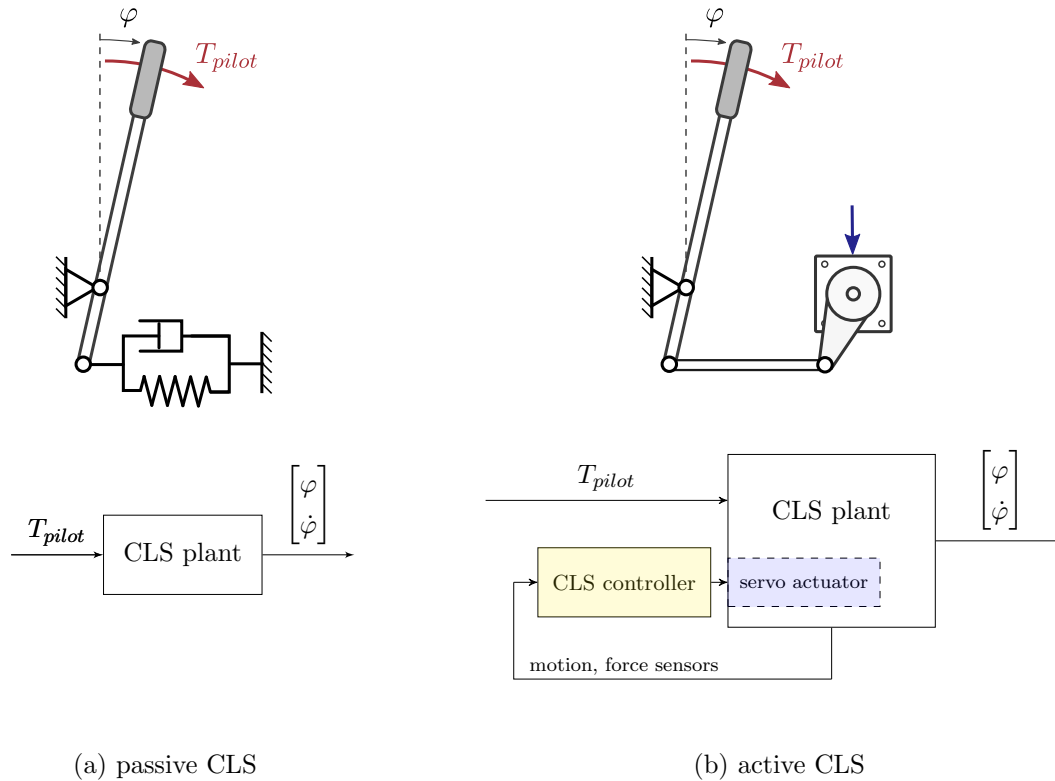 φ
T_pilot
φ
T_pilot
T_pilot
CLS plant
[φ
φ̇]
T_pilot
CLS plant
[φ
φ̇]
CLS controller
servo actuator
motion, force sensors
(a) passive CLS
(b) active CLS